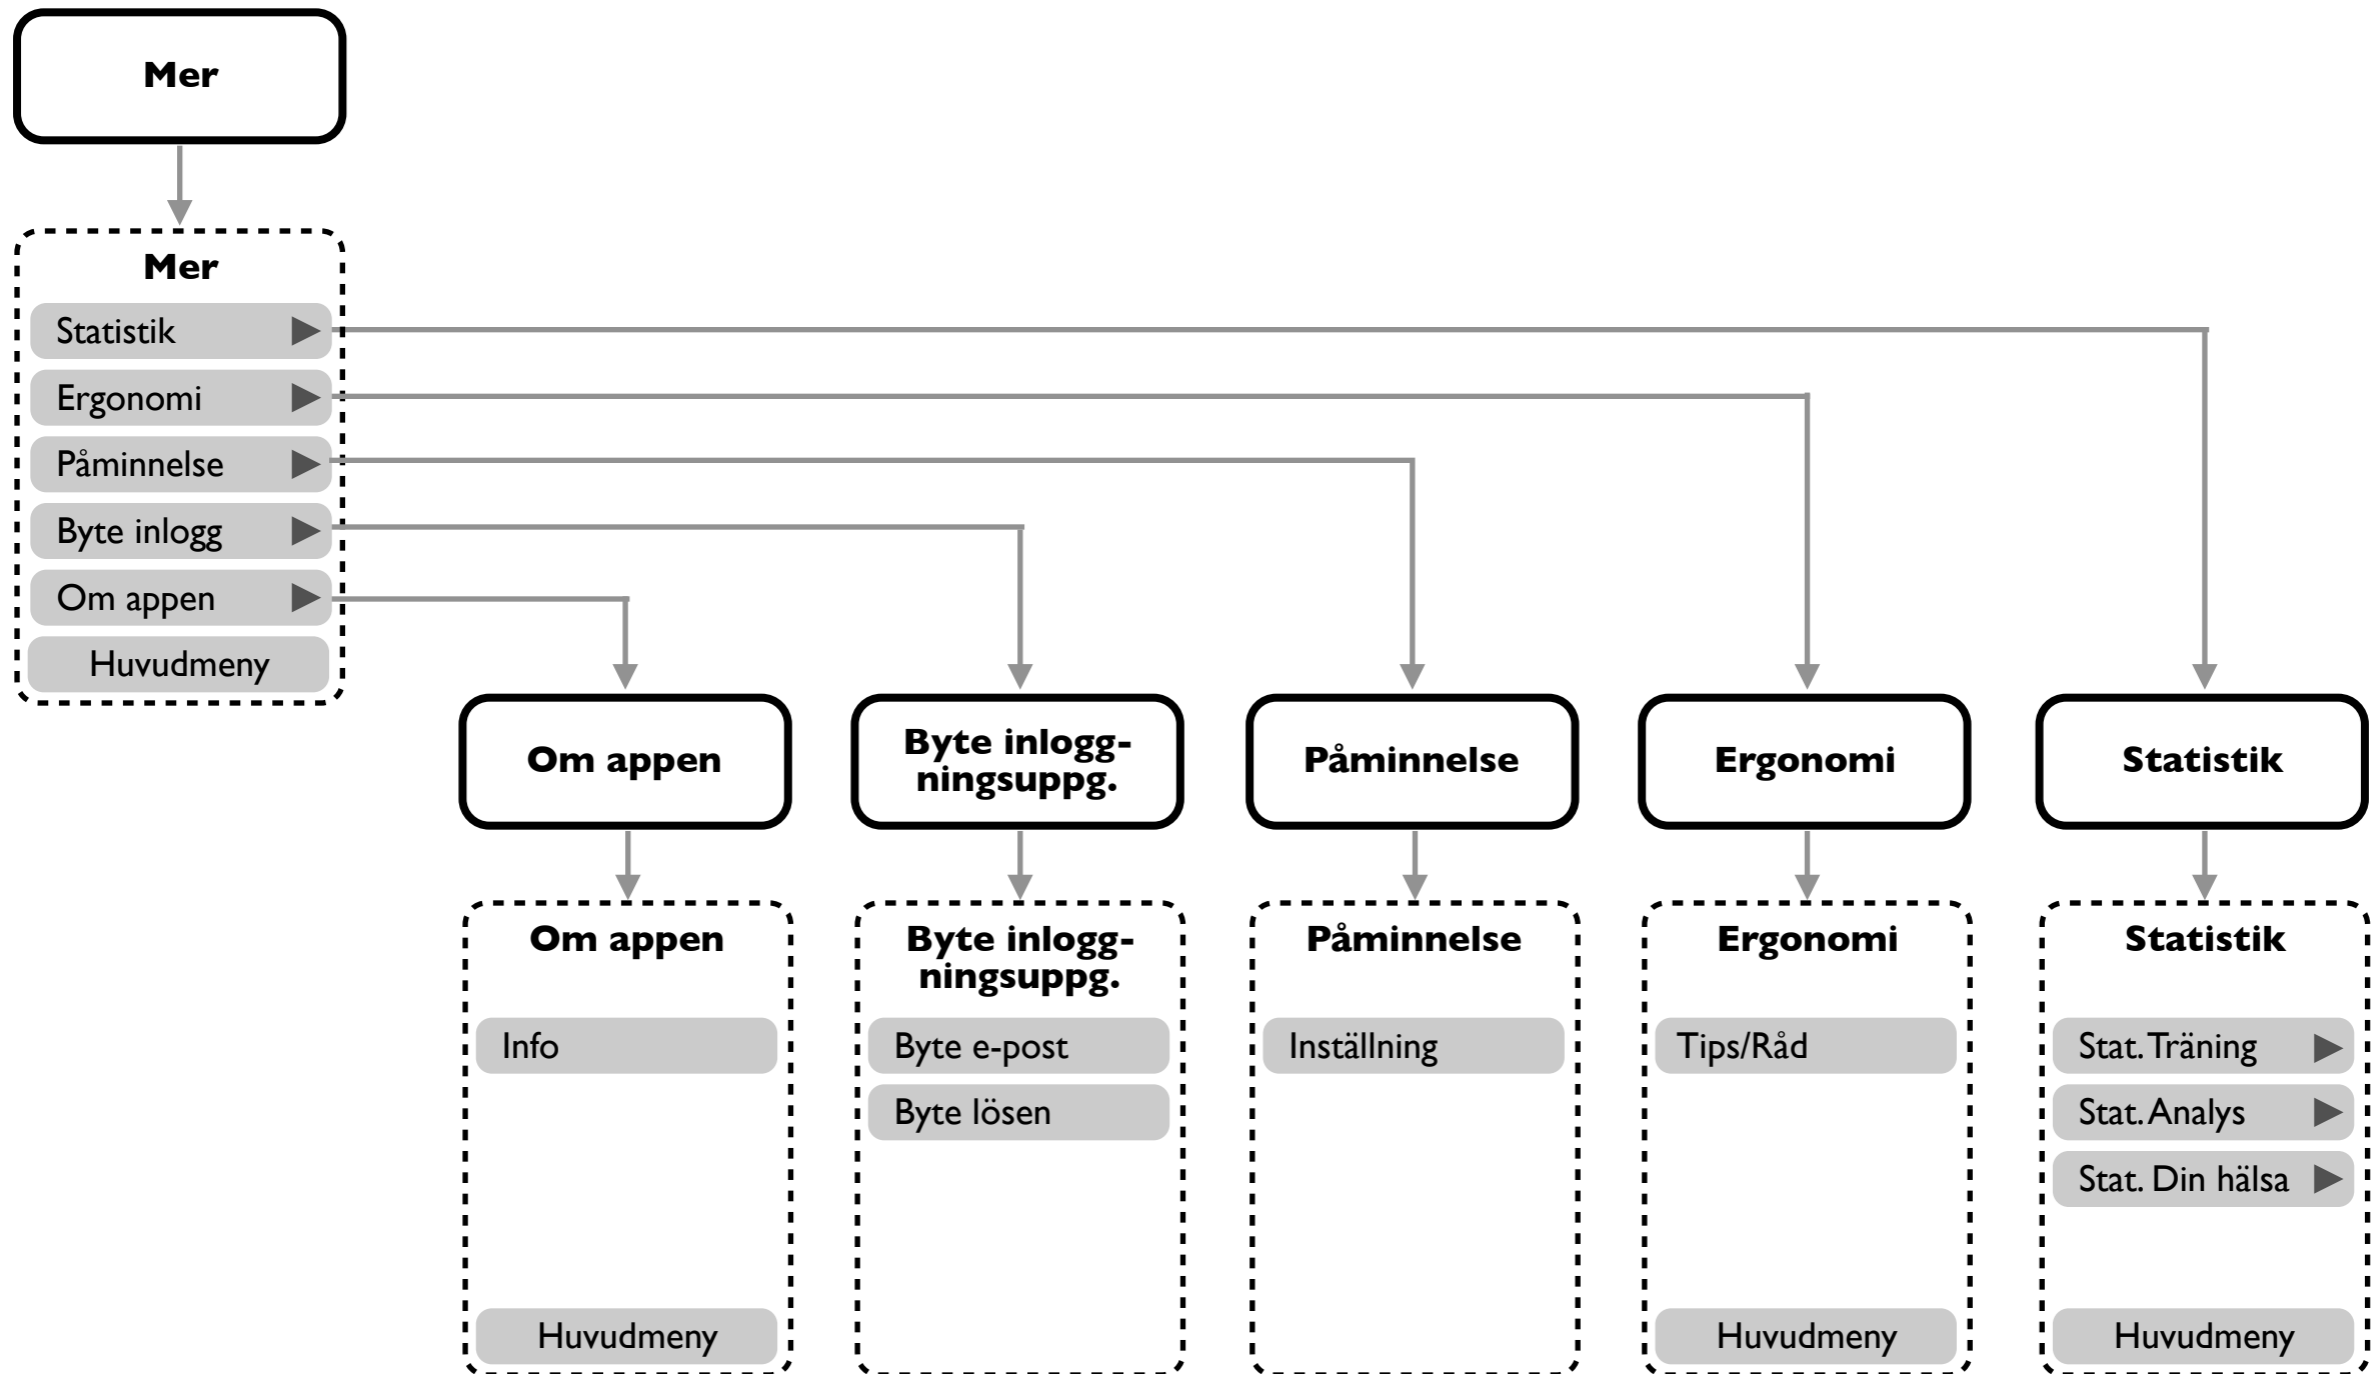 Mer
Mer
Statistik
Ergonomi
Påminnelse
Byte inlogg
Om appen
Huvudmeny
Om appen
Byte inlogg-
ningsuppg.
Påminnelse
Ergonomi
Statistik
Om appen
Info
Huvudmeny
Byte inlogg-
ningsuppg.
Byte e-post
Byte lösen
Påminnelse
Inställning
Ergonomi
Tips/Råd
Huvudmeny
Statistik
Stat. Träning
Stat. Analys
Stat. Din hälsa
Huvudmeny